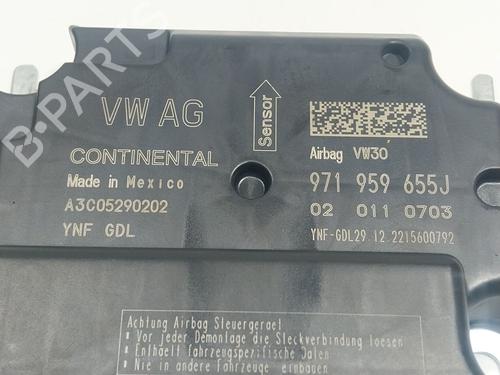 B-PARTS
VW AG
CONTINENTAL
Made in Mexico
A3C05290202
YNF GDL
Sensor
Airbag VW30
971 959 655J
02 011 0703
YNF-GDL29.12.2215600792
Achtung Airbag Steuergerael
! Vor jeder Demontage die Steckverbindung loesen
! Enthaelt fahrzeugspezifische Dalen
! Nie in andere Fahrzeuge einbauen